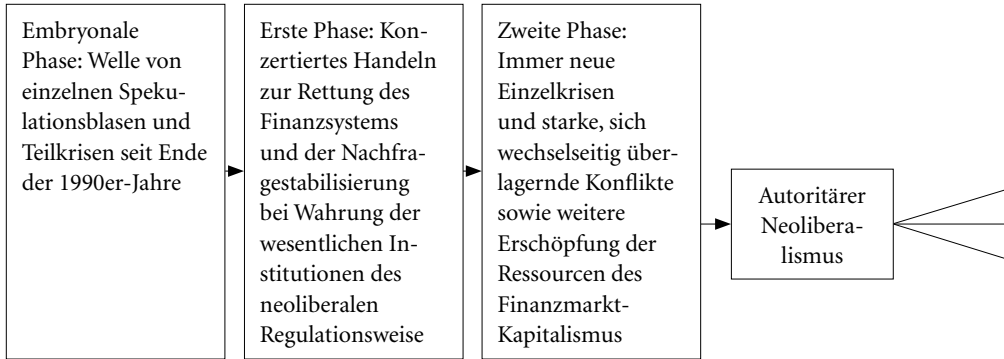 Embryonale
Phase: Welle von
einzelnen Speku-
lationsblasen und
Teilkrisen seit Ende
der 1990er-Jahre
Erste Phase: Kon-
zertiertes Handeln
zur Rettung des
Finanzsystems
und der Nachfra-
gestabilisierung
bei Wahrung der
wesentlichen In-
stitutionen des
neoliberalen
Regulationsweise
Zweite Phase:
Immer neue
Einzelkrisen
und starke, sich
wechselseitig über-
lagernde Konflikte
sowie weitere
Erschöpfung der
Ressourcen des
Finanzmarkt-
Kapitalismus
Autoritärer
Neolibera-
lismus